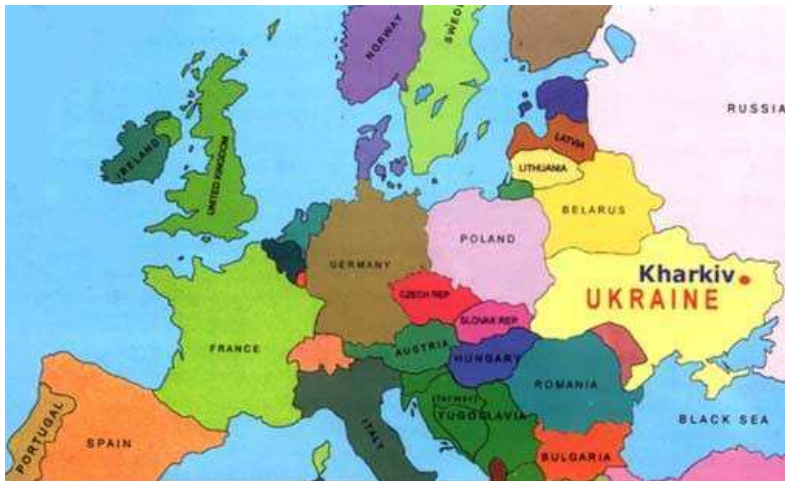 NORWAY
SWED
RUSSIA
IRELAND
UNITED KINGDOM
LATVIA
LITHUANIA
BELARUS
POLAND
GERMANY
Kharkiv
UKRAINE
CZECH REP
SLOVAK REP
FRANCE
AUSTRIA
HUNGARY
ROMANIA
(former)
YUGOSLAVIA
BLACK SEA
PORTUGAL
SPAIN
ITALY
BULGARIA